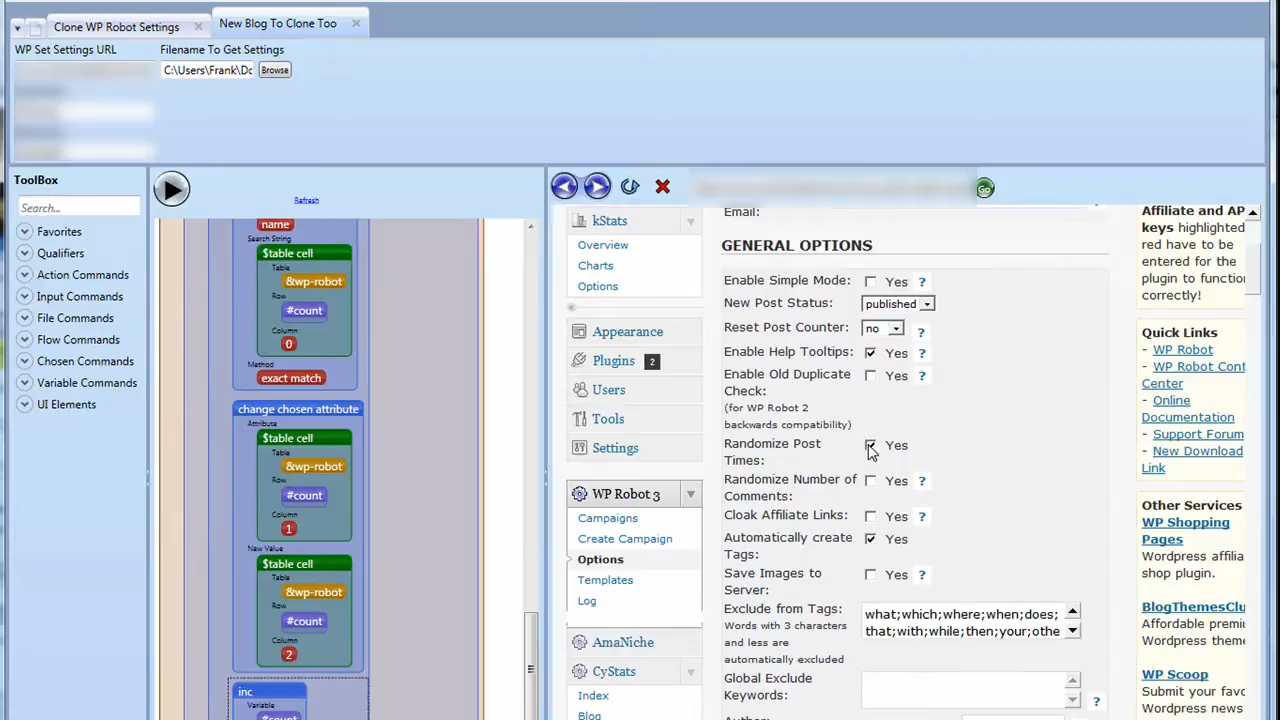 Clone WP Robot Settings
New Blog To Clone Too
WP Set Settings URL
Filename To Get Settings
C:\Users\Frank\Dc
Browse
ToolBox
Search...
Favorites
Qualifiers
Action Commands
Input Commands
File Commands
Flow Commands
Chosen Commands
Variable Commands
UI Elements
Refresh
name
Search String
$table cell
Table
&wp-robot
Row
#count
Column
0
Method
exact match
change chosen attribute
Attribute
$table cell
Table
&wp-robot
Row
#count
Column
1
New Value
$table cell
Table
&wp-robot
Row
#count
Column
2
inc
Variable
#count
Go
kStats
Overview
Charts
Options
Appearance
Plugins 2
Users
Tools
Settings
WP Robot 3
Campaigns
Create Campaign
Options
Templates
Log
AmaNiche
CyStats
Index
Blog
Email:
GENERAL OPTIONS
Enable Simple Mode: Yes ?
New Post Status: published
Reset Post Counter: no ?
Enable Help Tooltips: Yes ?
Enable Old Duplicate Yes ?
Check:
(for WP Robot 2
backwards compatibility)
Randomize Post Yes
Times:
Randomize Number of Yes ?
Comments:
Cloak Affiliate Links: Yes ?
Automatically create Yes
Tags:
Save Images to Yes ?
Server:
Exclude from Tags: what;which;where;when;does;
Words with 3 characters that;with;while;then;your;othe
and less are
automatically excluded
Global Exclude
Keywords: ?
Author:
Affiliate and AP
keys highlighted
red have to be
entered for the
plugin to function
correctly!
Quick Links
- WP Robot
- WP Robot Cont
Center
- Online
Documentation
- Support Forum
- New Download
Link
Other Services
WP Shopping
Pages
Wordpress affilia
shop plugin.
BlogThemesClu
Affordable premiu
Wordpress theme
WP Scoop
Submit your favo
Wordpress news